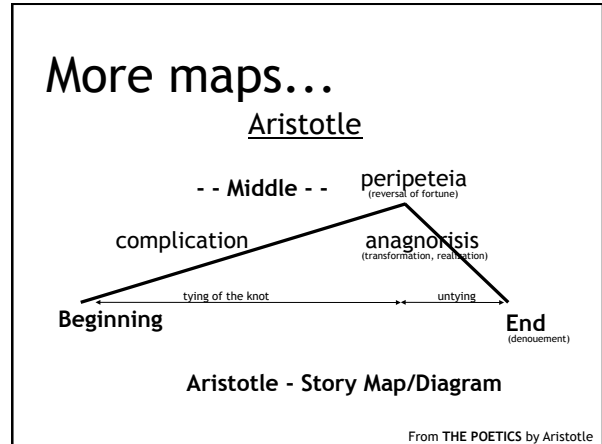 More maps...
Aristotle
- - Middle - -
peripeteia
(reversal of fortune)
complication
anagnorisis
(transformation, realization)
tying of the knot
untying
Beginning
End
(denouement)
Aristotle - Story Map/Diagram
From THE POETICS by Aristotle